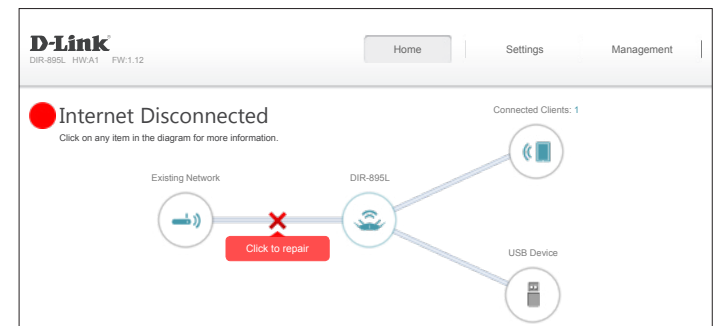 D-Link
DIR-895L HW:A1 FW:1.12
Home
Settings
Management
Internet Disconnected
Click on any item in the diagram for more information.
Connected Clients: 1
Existing Network
DIR-895L
Click to repair
USB Device